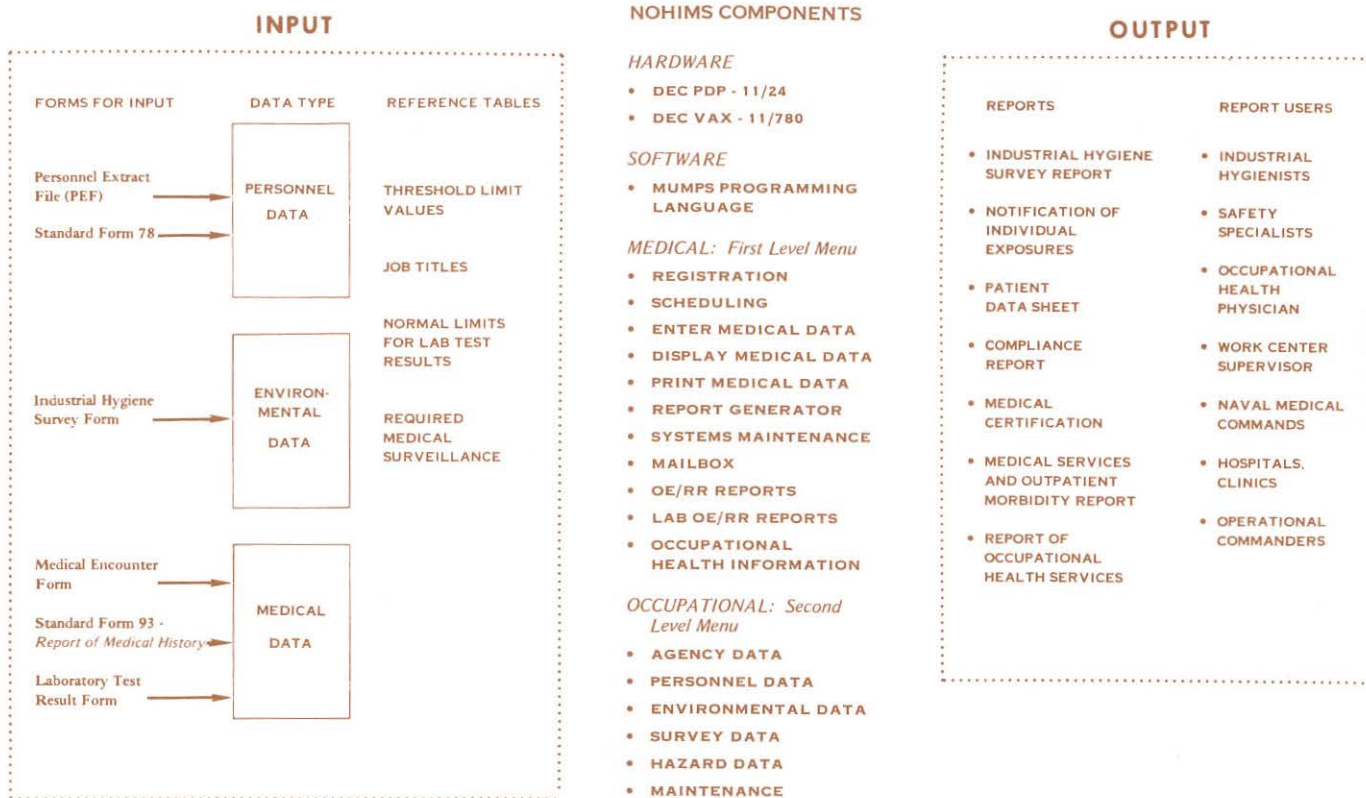 INPUT
FORMS FOR INPUT
DATA TYPE
REFERENCE TABLES
Personnel Extract
File (PEF)
Standard Form 78
PERSONNEL
DATA
THRESHOLD LIMIT
VALUES
JOB TITLES
NORMAL LIMITS
FOR LAB TEST
RESULTS
REQUIRED
MEDICAL
SURVEILLANCE
Industrial Hygiene
Survey Form
ENVIRON-
MENTAL
DATA
Medical Encounter
Form
Standard Form 93 -
Report of Medical History
Laboratory Test
Result Form
MEDICAL
DATA
NOHIMS COMPONENTS
HARDWARE
• DEC PDP - 11/24
• DEC VAX - 11/780
SOFTWARE
• MUMPS PROGRAMMING
LANGUAGE
MEDICAL: First Level Menu
• REGISTRATION
• SCHEDULING
• ENTER MEDICAL DATA
• DISPLAY MEDICAL DATA
• PRINT MEDICAL DATA
• REPORT GENERATOR
• SYSTEMS MAINTENANCE
• MAILBOX
• OE/RR REPORTS
• LAB OE/RR REPORTS
• OCCUPATIONAL
HEALTH INFORMATION
OCCUPATIONAL: Second
Level Menu
• AGENCY DATA
• PERSONNEL DATA
• ENVIRONMENTAL DATA
• SURVEY DATA
• HAZARD DATA
• MAINTENANCE
OUTPUT
REPORTS
• INDUSTRIAL HYGIENE
SURVEY REPORT
• NOTIFICATION OF
INDIVIDUAL
EXPOSURES
• PATIENT
DATA SHEET
• COMPLIANCE
REPORT
• MEDICAL
CERTIFICATION
• MEDICAL SERVICES
AND OUTPATIENT
MORBIDITY REPORT
• REPORT OF
OCCUPATIONAL
HEALTH SERVICES
REPORT USERS
• INDUSTRIAL
HYGIENISTS
• SAFETY
SPECIALISTS
• OCCUPATIONAL
HEALTH
PHYSICIAN
• WORK CENTER
SUPERVISOR
• NAVAL MEDICAL
COMMANDS
• HOSPITALS,
CLINICS
• OPERATIONAL
COMMANDERS